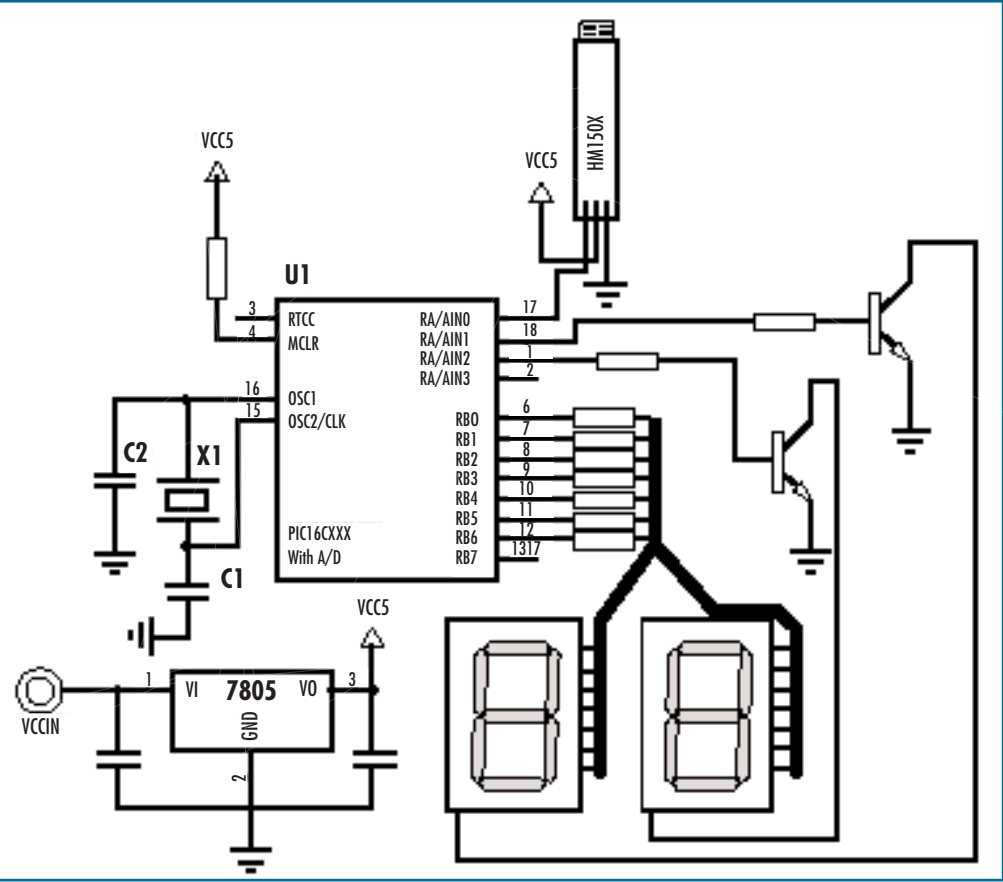 VCC5
HM150X
VCC5
U1
3
RTCC
4
MCLR
16
OSC1
15
OSC2/CLK
17
RA/AIN0
18
RA/AIN1
1
RA/AIN2
2
RA/AIN3
6
RB0
7
RB1
8
RB2
9
RB3
10
RB4
11
RB5
12
RB6
1317
RB7
PIC16CXXX
With A/D
C2
X1
C1
VCC5
VCCIN
1
VI
7805
VO
3
GND
2